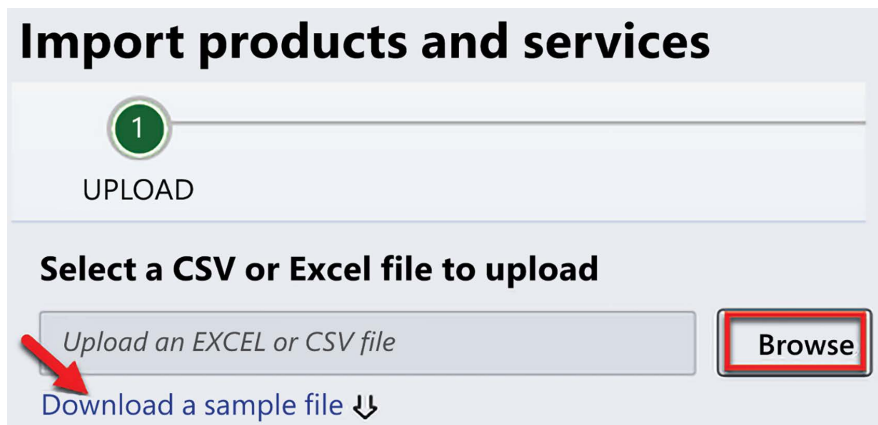 Import products and services
1
UPLOAD
Select a CSV or Excel file to upload
Upload an EXCEL or CSV file
Browse
Download a sample file